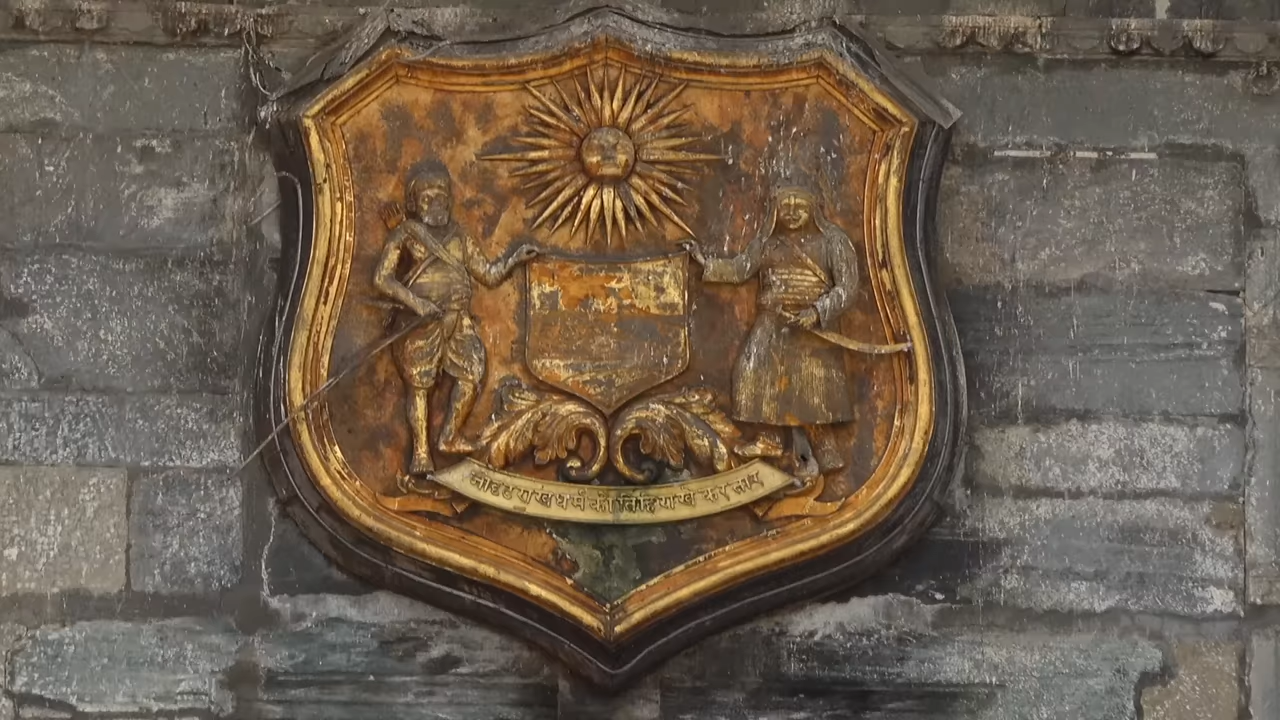 जो दृढ राखे धर्म को तिहि राखे करतार